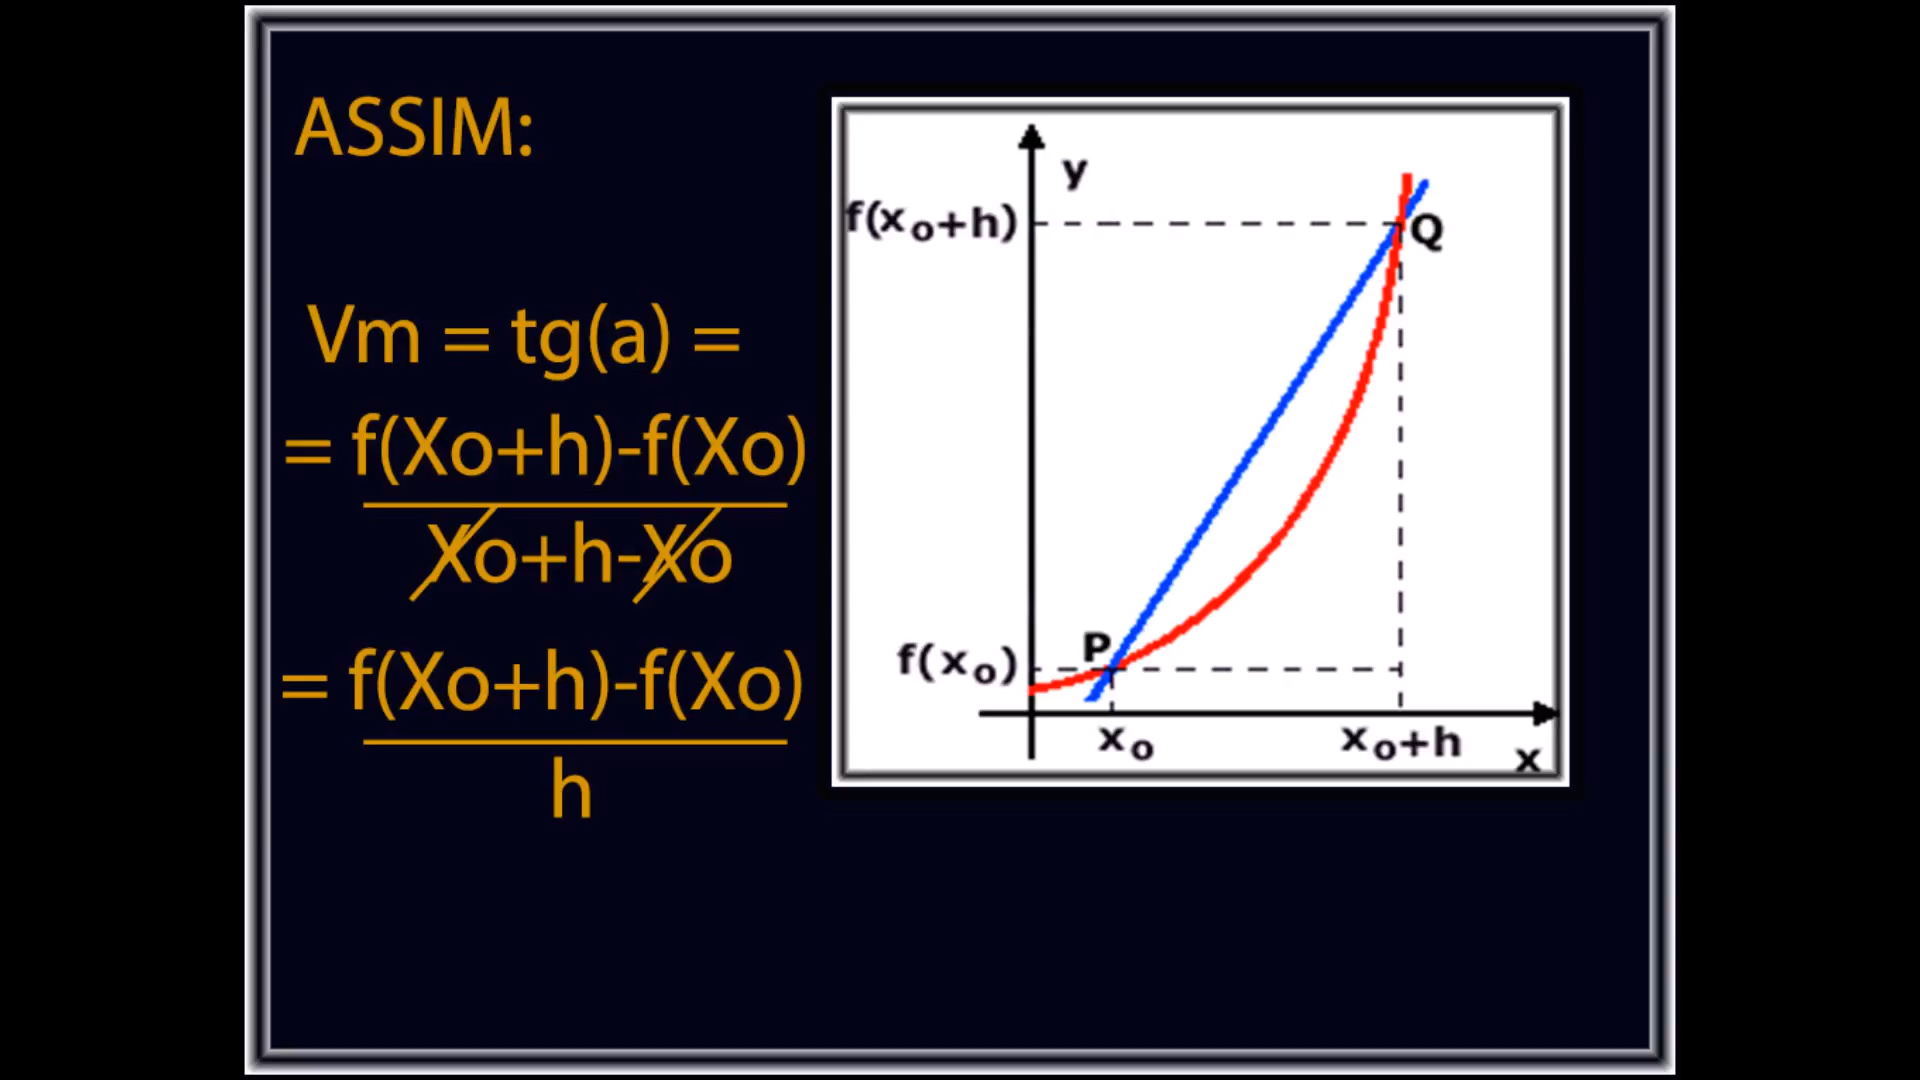 ASSIM:
Vm = tg(a) =
= f(Xo+h)-f(Xo)
Xo+h-Xo
= f(Xo+h)-f(Xo)
h
y
f(xo+h)
Q
P
f(xo)
xo
xo+h
x